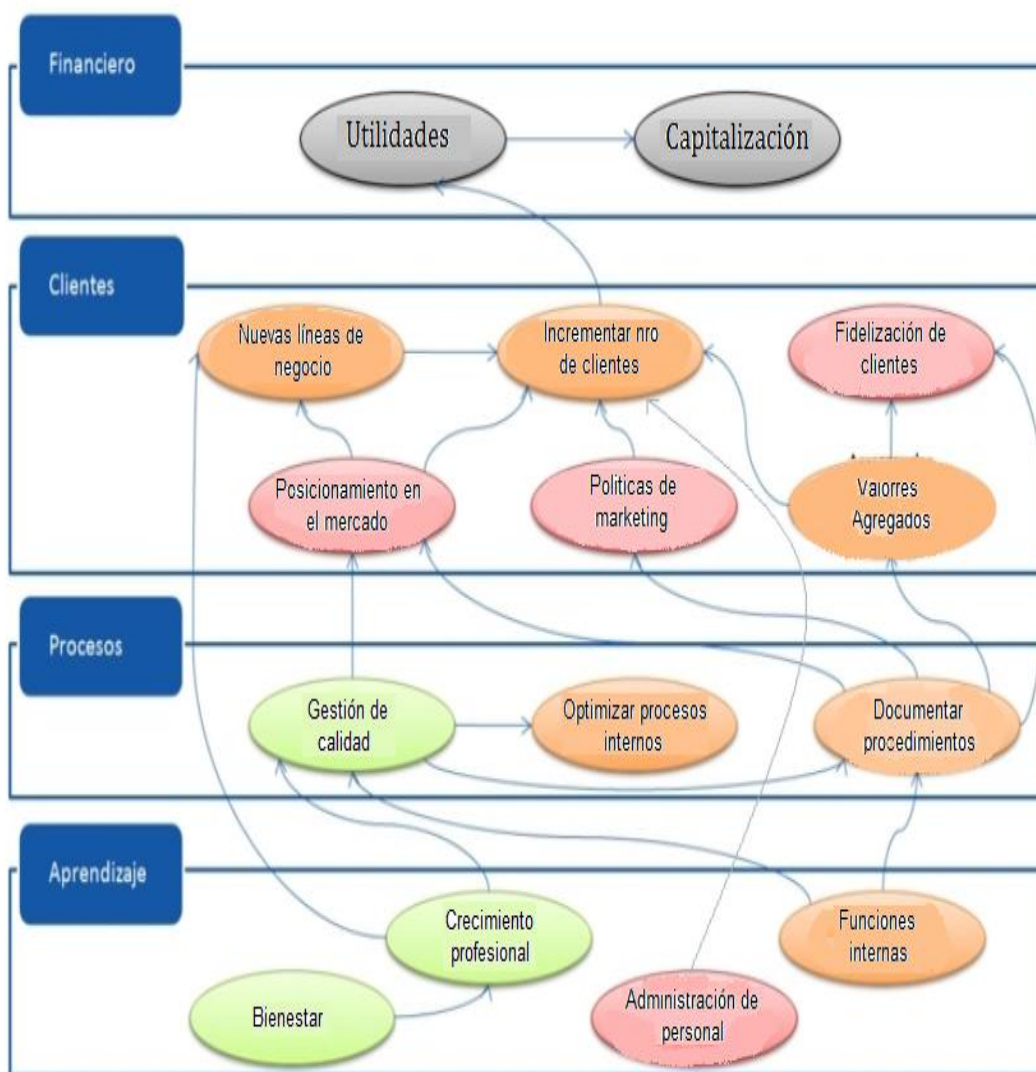 Financiero
Utilidades
Capitalización
Clientes
Nuevas líneas de
negocio
Incrementar nro
de clientes
Fidelización de
clientes
Posicionamiento en
el mercado
Politicas de
marketing
Valorres
Agregados
Procesos
Gestión de
calidad
Optimizar procesos
internos
Documentar
procedimientos
Aprendizaje
Crecimiento
profesional
Funciones
internas
Bienestar
Administración de
personal